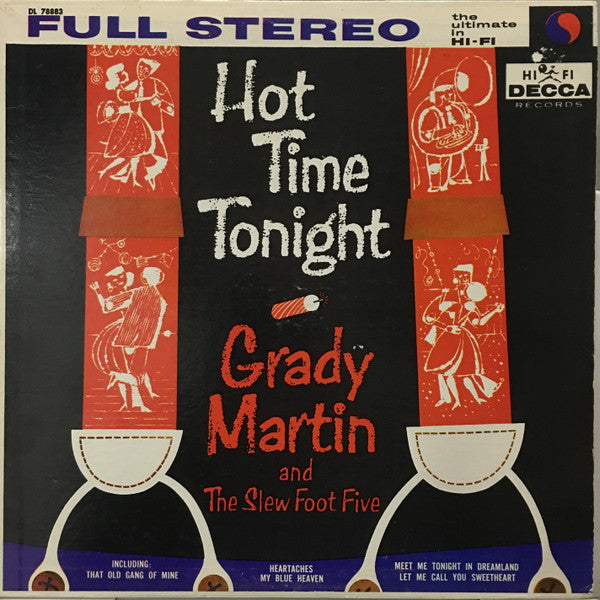 DL 78883
FULL STEREO
the
ultimate
in
HI-FI
HI FI
DECCA
RECORDS
Hot
Time
Tonight
Grady
Martin
and
The Slew Foot Five
INCLUDING:
THAT OLD GANG OF MINE
HEARTACHES
MY BLUE HEAVEN
MEET ME TONIGHT IN DREAMLAND
LET ME CALL YOU SWEETHEART